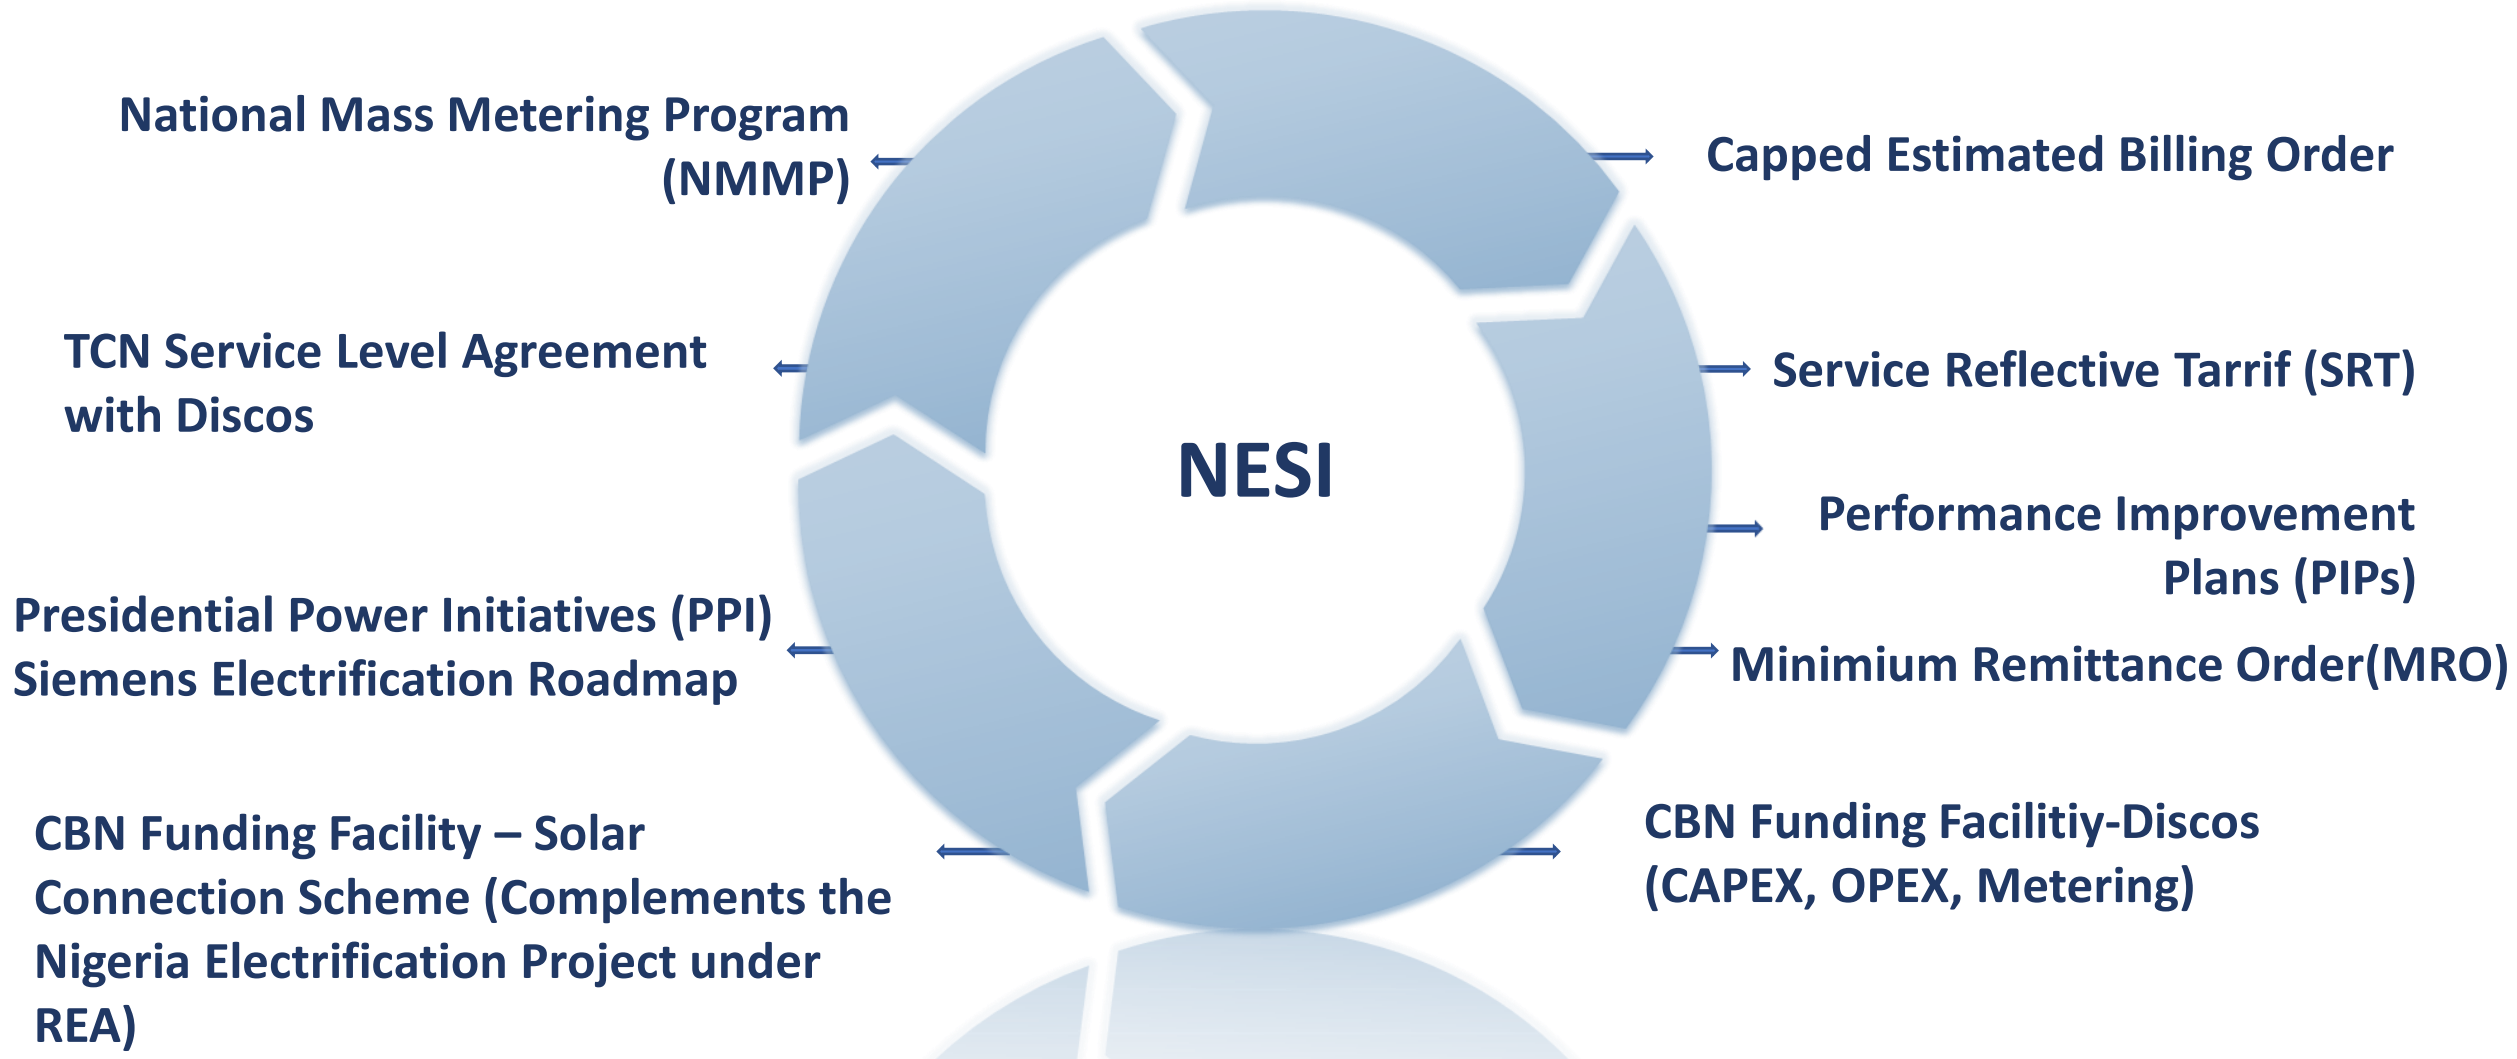 National Mass Metering Program
(NMMP)
TCN Service Level Agreement
with Discos
Presidential Power Initiatives (PPI)
Siemens Electrification Roadmap
CBN Funding Facility – Solar
Connection Scheme (Complements the
Nigeria Electrification Project under
REA)
NESI
Capped Estimated Billing Order
Service Reflective Tarrif (SRT)
Performance Improvement
Plans (PIPs)
Minimium Remittance Order(MRO)
CBN Funding Facilitiy-Discos
(CAPEX, OPEX, Metering)